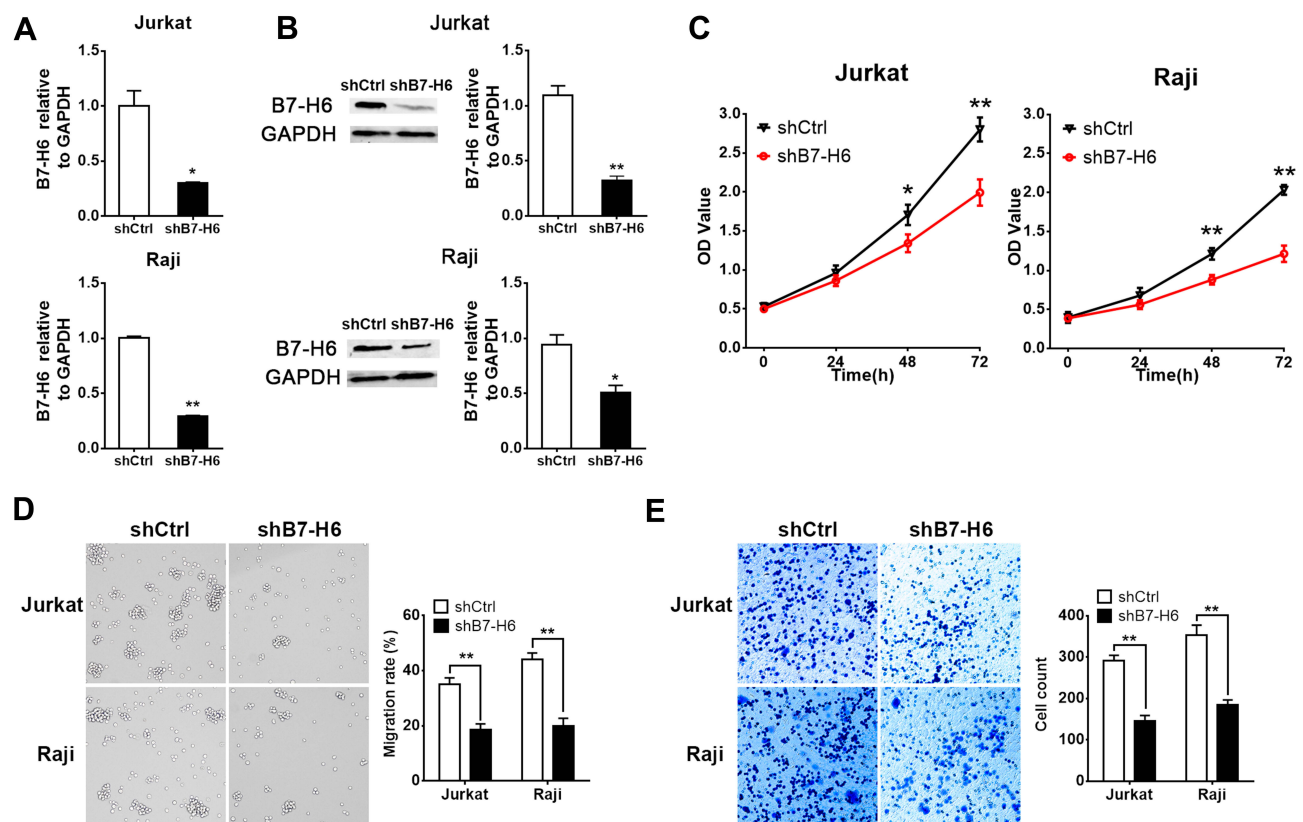 A
Jurkat
B7-H6 relative
to GAPDH
1.5
1.0
0.5
0.0
*
shCtrl
shB7-H6
Raji
B7-H6 relative
to GAPDH
1.5
1.0
0.5
0.0
**
shCtrl
shB7-H6
B
Jurkat
shCtrl shB7-H6
B7-H6
GAPDH
B7-H6 relative
to GAPDH
1.5
1.0
0.5
0.0
**
shCtrl
shB7-H6
Raji
shCtrl shB7-H6
B7-H6
GAPDH
B7-H6 relative
to GAPDH
1.5
1.0
0.5
0.0
*
shCtrl
shB7-H6
C
Jurkat
OD Value
3.0
2.5
2.0
1.5
1.0
0.5
0.0
shCtrl
shB7-H6
*
**
0 24 48 72
Time(h)
Raji
OD Value
3.0
2.5
2.0
1.5
1.0
0.5
0.0
shCtrl
shB7-H6
**
**
0 24 48 72
Time(h)
D
shCtrl shB7-H6
Jurkat
Raji
Migration rate (%)
60
40
20
0
shCtrl
shB7-H6
**
**
Jurkat Raji
E
shCtrl shB7-H6
Jurkat
Raji
Cell count
400
300
200
100
0
shCtrl
shB7-H6
**
**
Jurkat Raji